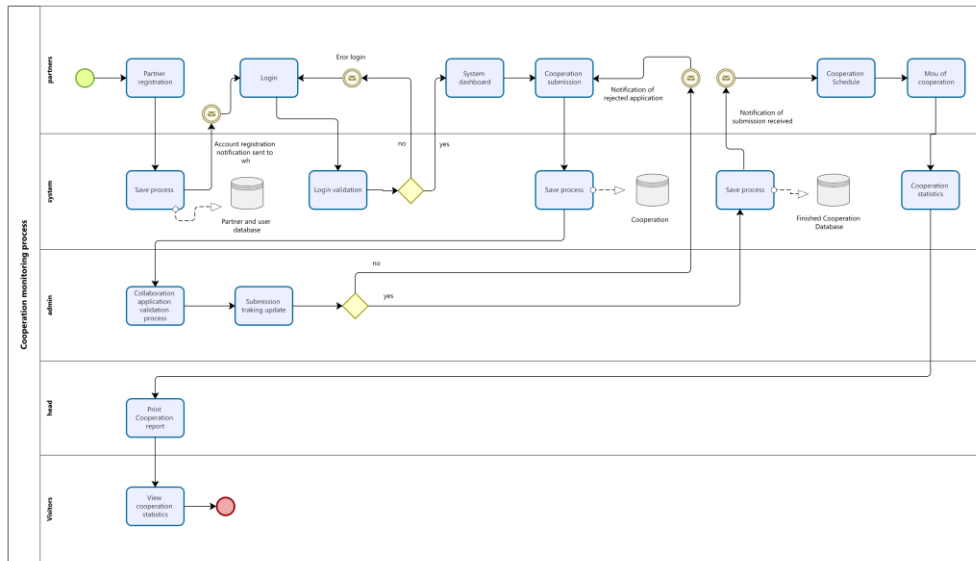 Cooperation monitoring process
partners
Partner
registration
Login
Eror login
System
dashboard
Cooperation
submission
Notification of
rejected application
Notification of
submission received
Cooperation
Schedule
Mou of
cooperation
system
Save process
Account registration
notification sent to
wh
Partner and user
database
Login validation
no
yes
Save process
Cooperation
Save process
Finished Cooperation
Database
Cooperation
statistics
admin
Collaboration
application
validation
process
Submission
traking update
no
yes
head
Print
Cooperation
report
Visitors
View
cooperation
statistics